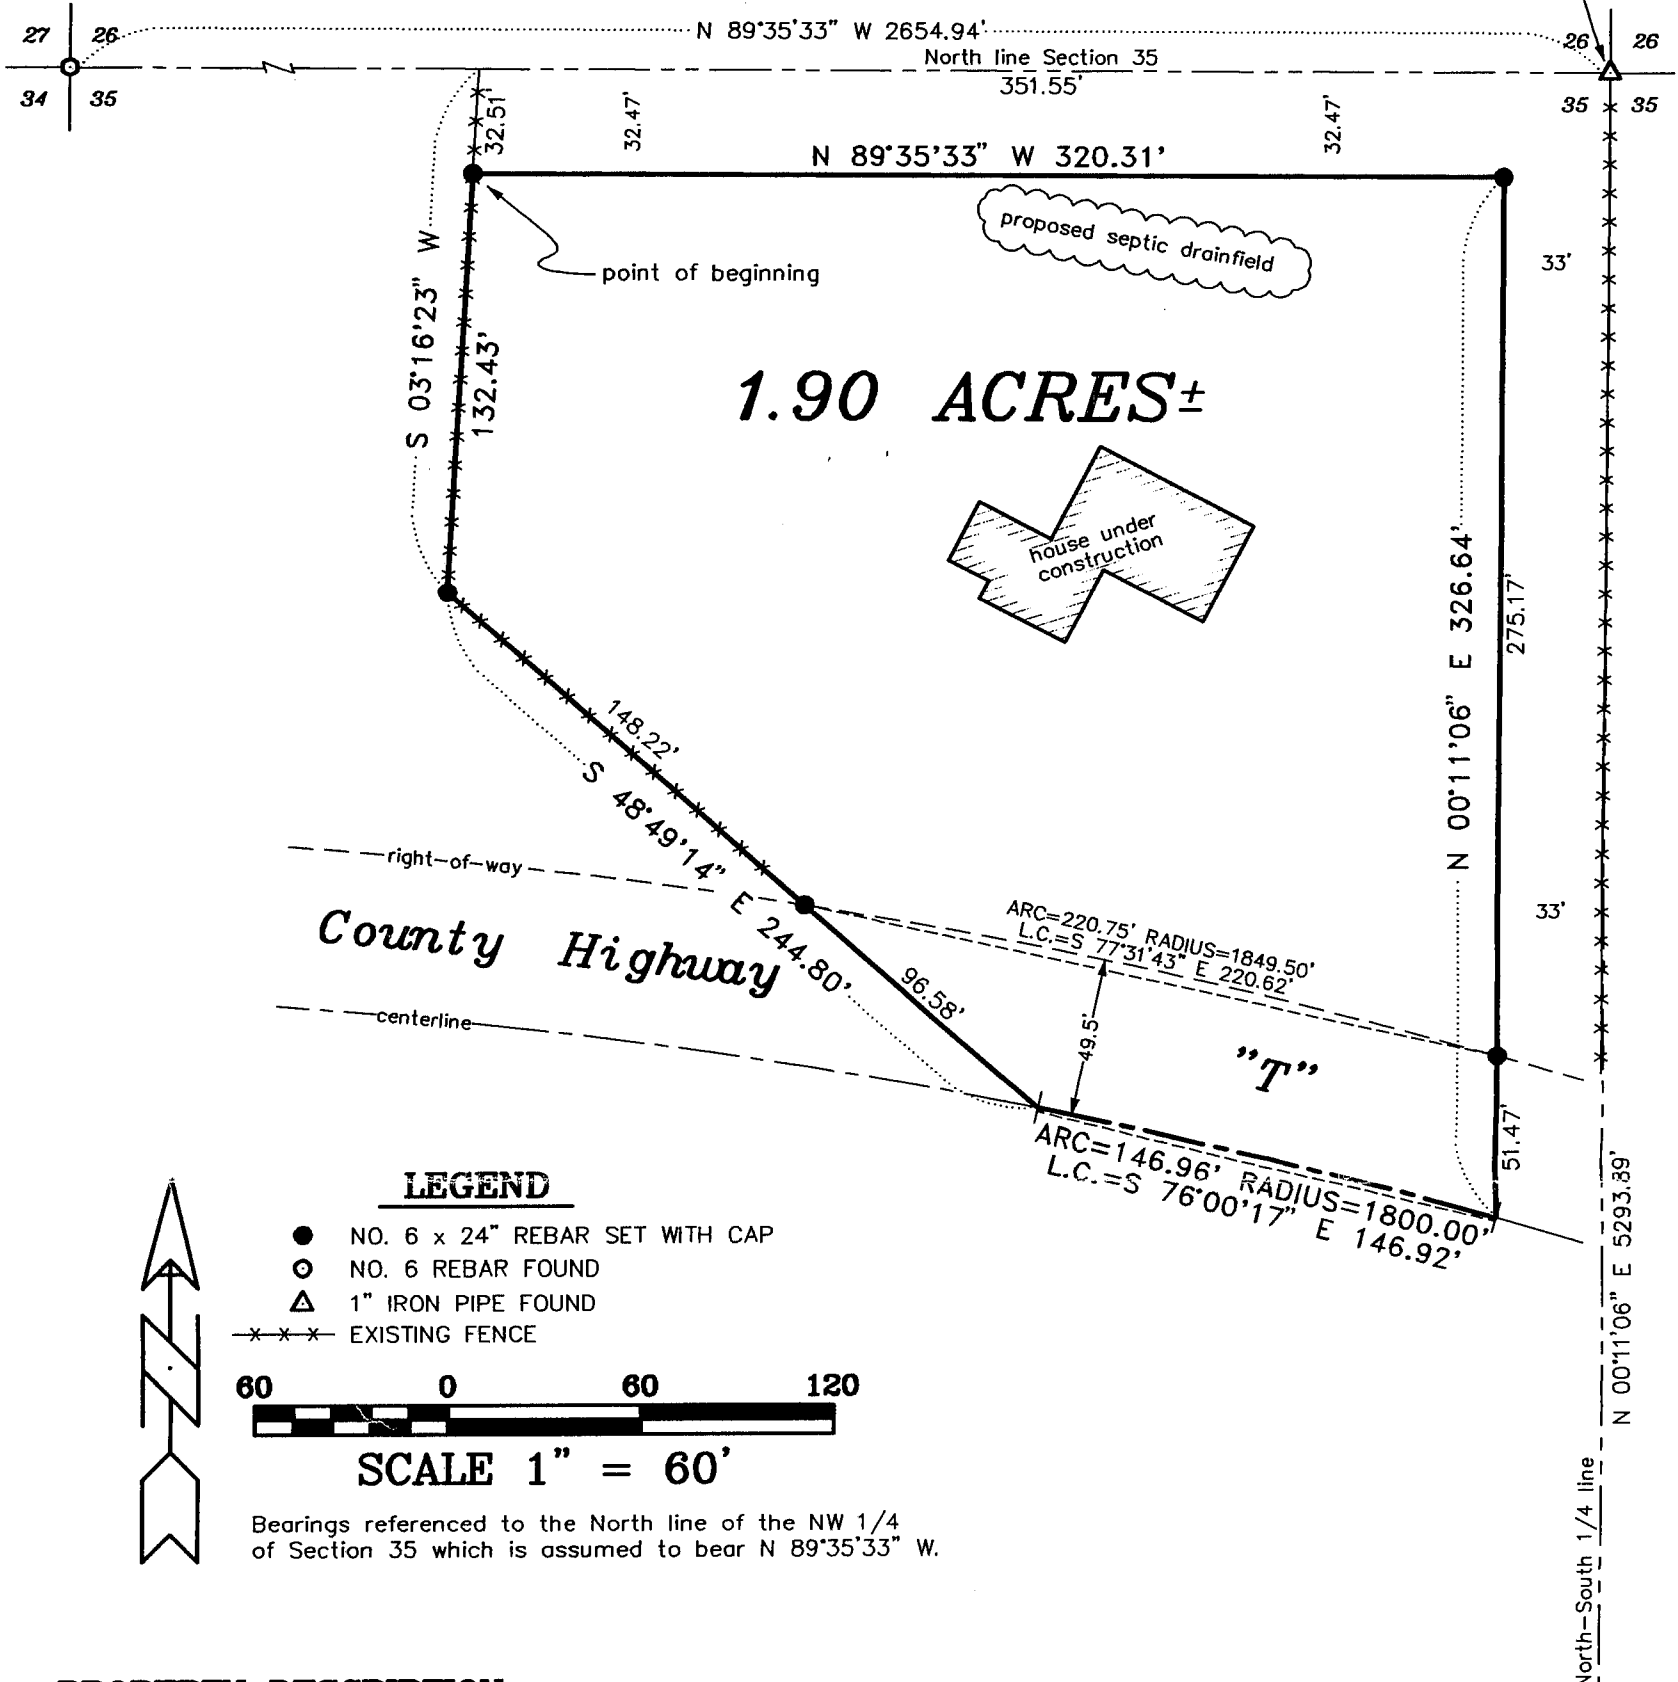 N 89°35'33" W 2654.94'
27 26
26 26
North line Section 35
34 35
351.55'
35 35
32.51'
32.47'
32.47'
N 89°35'33" W 320.31'
proposed septic drainfield
33'
point of beginning
S 03°16'23" W
132.43'
1.90 ACRES±
house under
construction
N 00°11'06" E 326.64'
275.17'
148.22'
S 48°49'14" E 244.80'
right-of-way
County Highway
33'
ARC=220.75' RADIUS=1849.50'
L.C.=S 77°31'43" E 220.62'
96.58'
centerline
49.5'
"T"
51.47'
ARC=146.96' RADIUS=1800.00'
L.C.=S 76°00'17" E 146.92'
N 00°11'06" E 5293.89'
LEGEND
NO. 6 x 24" REBAR SET WITH CAP
NO. 6 REBAR FOUND
1" IRON PIPE FOUND
EXISTING FENCE
60 0 60 120
SCALE 1" = 60'
Bearings referenced to the North line of the NW 1/4
of Section 35 which is assumed to bear N 89°35'33" W.
North-South 1/4 line
PROPERTY DESCRIPTION